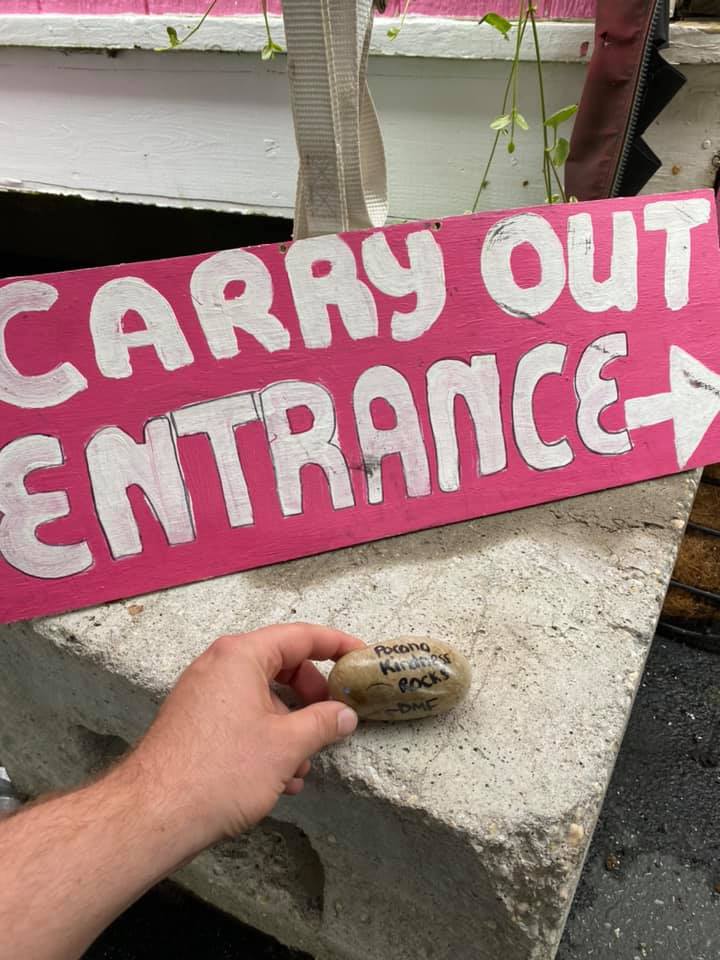 CARRY OUT
ENTRANCE
Pocono
Kindness
Rocks
-DMF